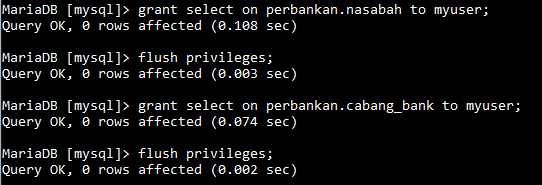 MariaDB [mysql]> grant select on perbankan.nasabah to myuser;
Query OK, 0 rows affected (0.108 sec)
MariaDB [mysql]> flush privileges;
Query OK, 0 rows affected (0.003 sec)
MariaDB [mysql]> grant select on perbankan.cabang_bank to myuser;
Query OK, 0 rows affected (0.074 sec)
MariaDB [mysql]> flush privileges;
Query OK, 0 rows affected (0.002 sec)